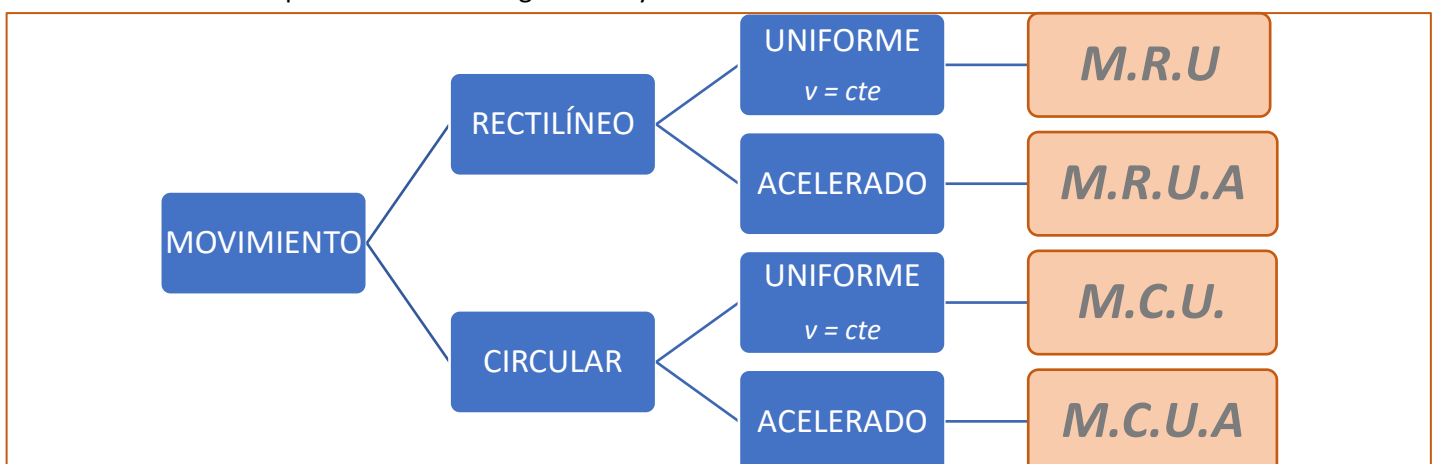 UNIFORME
v = cte
M.R.U
RECTILÍNEO
ACELERADO
M.R.U.A
MOVIMIENTO
UNIFORME
v = cte
M.C.U.
CIRCULAR
ACELERADO
M.C.U.A